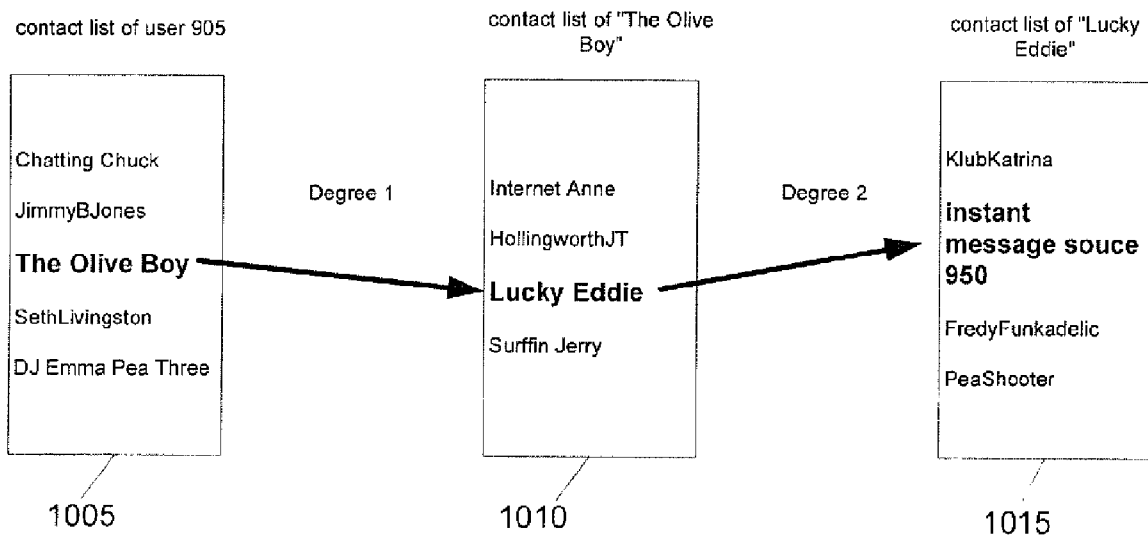 contact list of user 905
contact list of "The Olive
Boy"
contact list of "Lucky
Eddie"
Chatting Chuck
JimmyBJones
The Olive Boy
SethLivingston
DJ Emma Pea Three
Degree 1
Internet Anne
HollingworthJT
Lucky Eddie
Surffin Jerry
Degree 2
KlubKatrina
instant
message souce
950
FredyFunkadelic
PeaShooter
1005
1010
1015